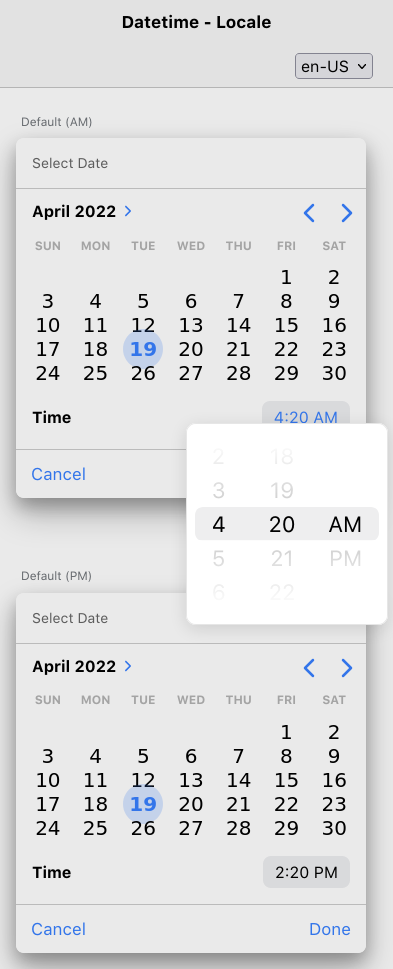 Datetime - Locale
en-US
Default (AM)
Select Date
April 2022
SUN MON TUE WED THU FRI SAT
1 2
3 4 5 6 7 8 9
10 11 12 13 14 15 16
17 18 19 20 21 22 23
24 25 26 27 28 29 30
Time 4:20 AM
Cancel
2 18
3 19
4 20 AM
5 21 PM
6 22
Default (PM)
Select Date
April 2022
SUN MON TUE WED THU FRI SAT
1 2
3 4 5 6 7 8 9
10 11 12 13 14 15 16
17 18 19 20 21 22 23
24 25 26 27 28 29 30
Time 2:20 PM
Cancel Done